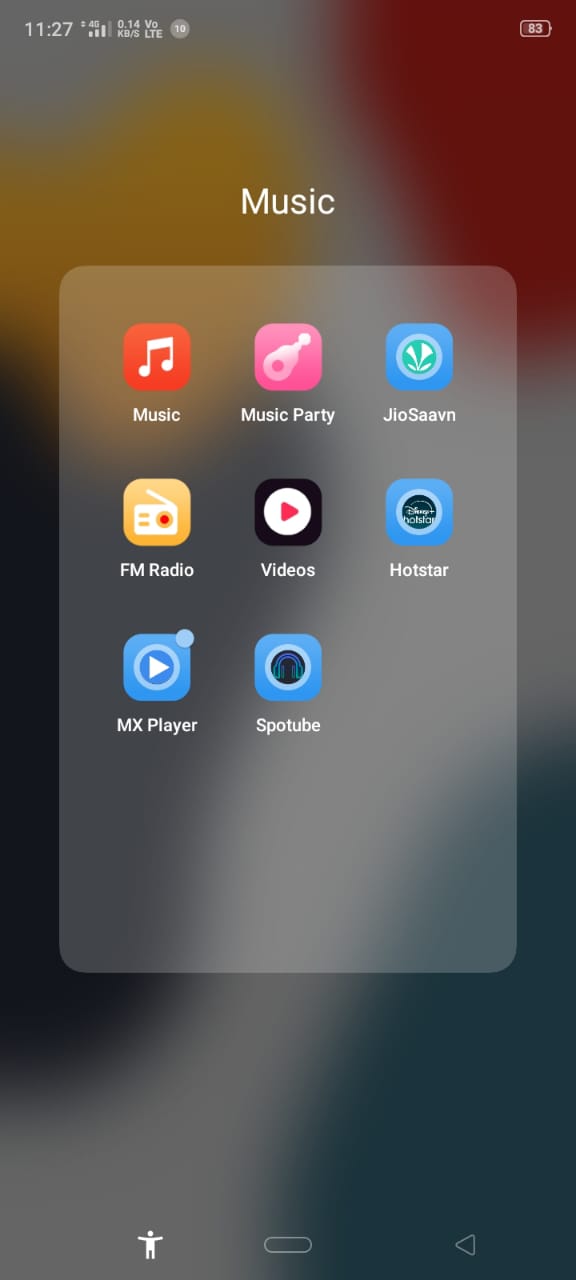 11:27 4G 0.14 KB/S Vo LTE 10 83
Music
Music Music Party JioSaavn
Disney+
hotstar
FM Radio Videos Hotstar
MX Player Spotube